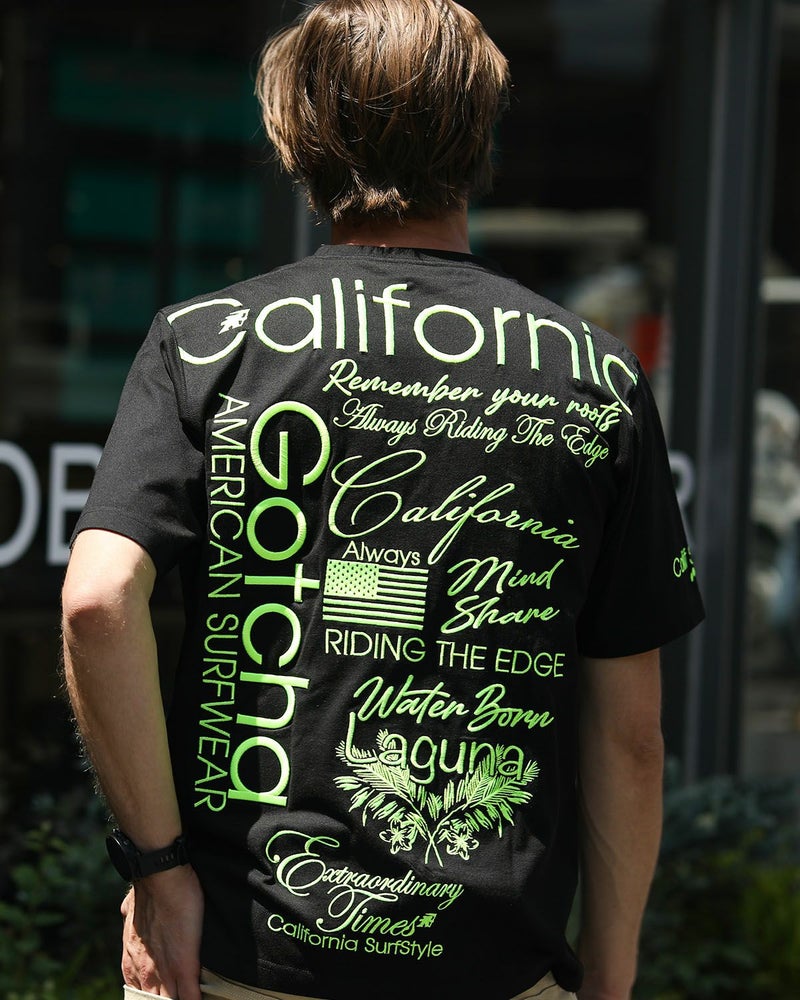 California
Remember your roots
Always Riding The Edge
Gotcha
AMERICAN SURFWEAR
California
Always
Mind
Share
RIDING THE EDGE
Water Born
Laguna
Extraordinary
Times
California SurfStyle